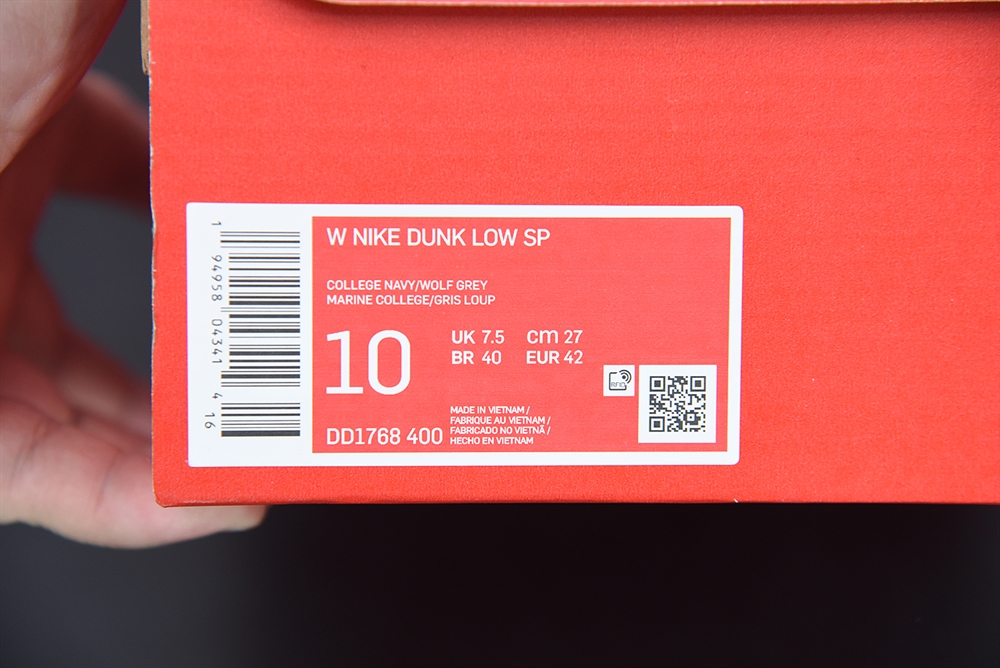 W NIKE DUNK LOW SP
COLLEGE NAVY/WOLF GREY
MARINE COLLEGE/GRIS LOUP
10
UK 7.5 cm 27
BR 40 EUR 42
RFID
DD1768 400
MADE IN VIETNAM /
FABRIQUE AU VIETNAM /
FABRICADO NO VIETNÃ /
HECHO EN VIETNAM
1 94958 04341 4 16